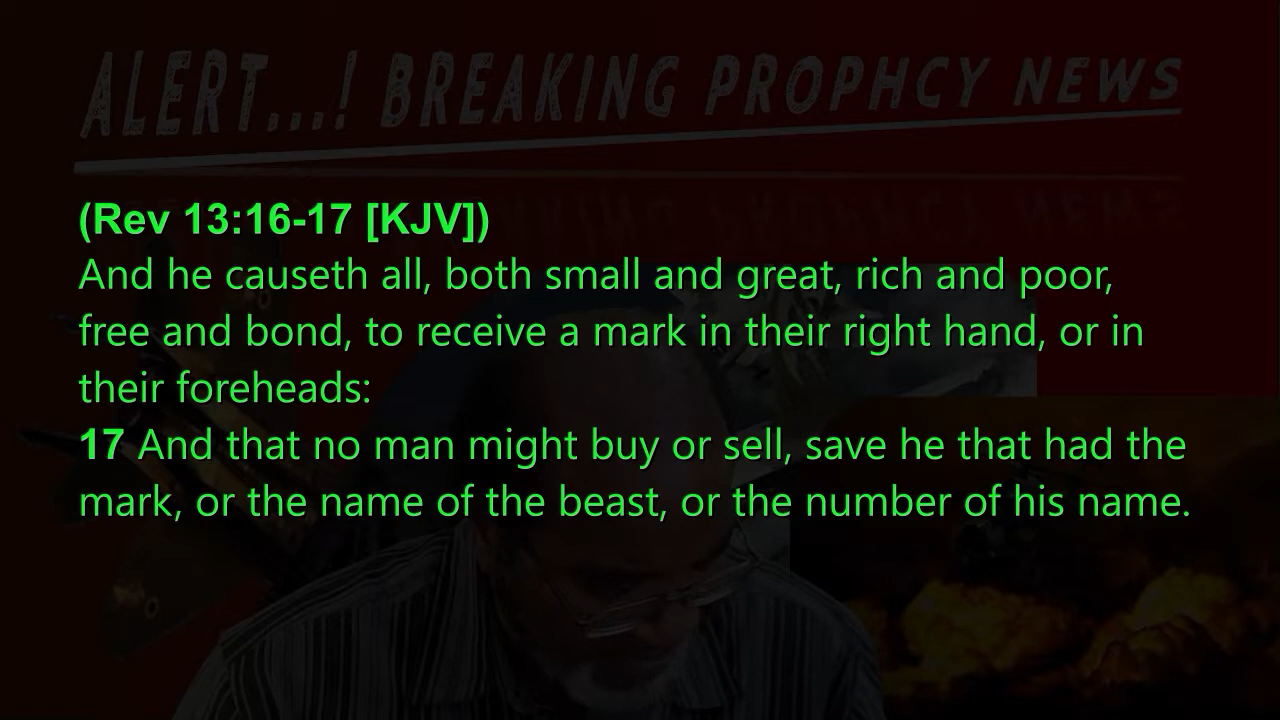 ALERT...! BREAKING PROPHCY NEWS
(Rev 13:16-17 [KJV])
And he causeth all, both small and great, rich and poor,
free and bond, to receive a mark in their right hand, or in
their foreheads:
17 And that no man might buy or sell, save he that had the
mark, or the name of the beast, or the number of his name.